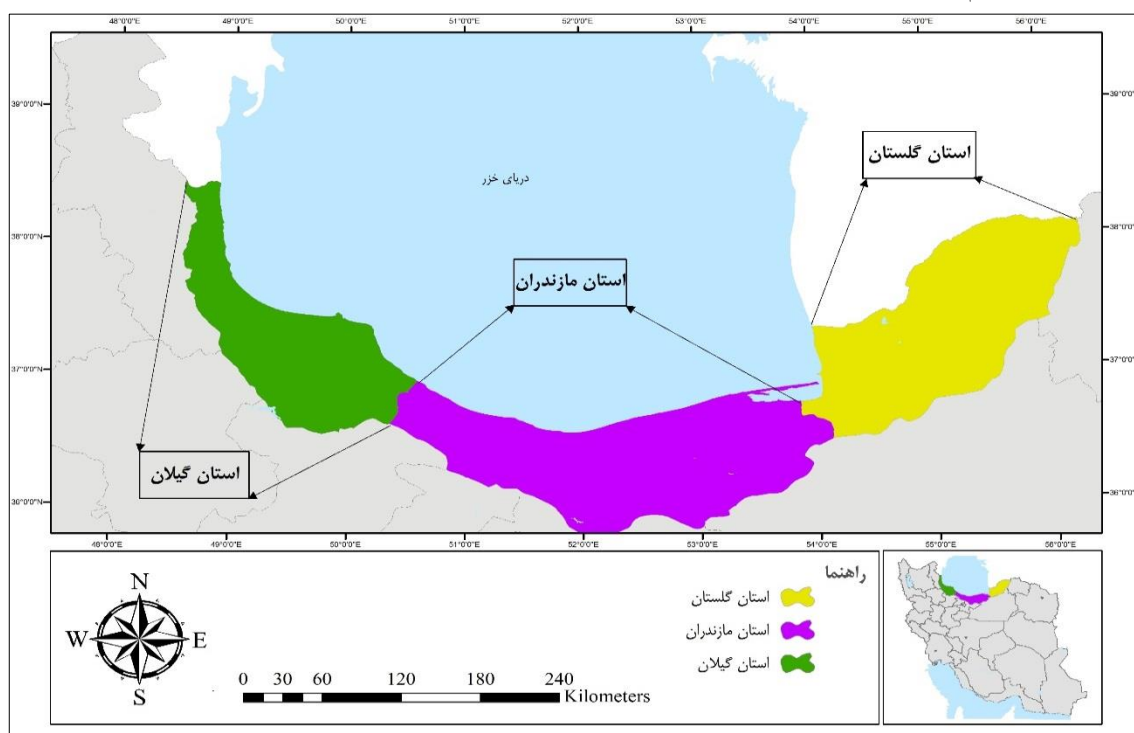 48°0'0"E 49°0'0"E 50°0'0"E 51°0'0"E 52°0'0"E 53°0'0"E 54°0'0"E 55°0'0"E 56°0'0"E
39°0'0"N 39°0'0"N
استان گلستان
دریای خزر
38°0'0"N 38°0'0"N
استان مازندران
37°0'0"N 37°0'0"N
استان گیلان
36°0'0"N 36°0'0"N
48°0'0"E 49°0'0"E 50°0'0"E 51°0'0"E 52°0'0"E 53°0'0"E 54°0'0"E 55°0'0"E 56°0'0"E
راهنما
استان گلستان
استان مازندران
استان گیلان
N
W E
S
0 30 60 120 180 240
Kilometers